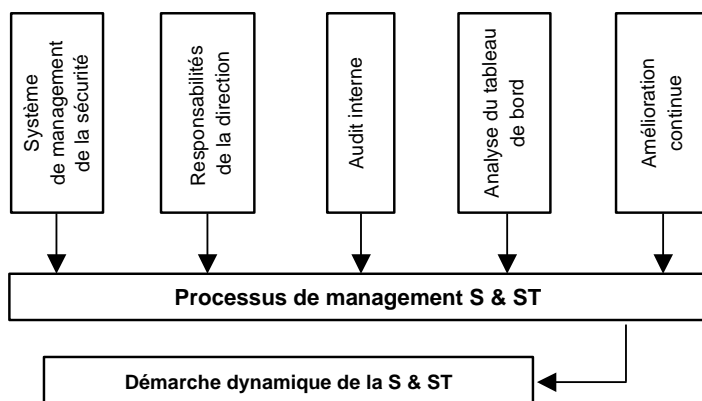 Système
de management
de la sécurité
Responsabilités
de la direction
Audit interne
Analyse du tableau
de bord
Amélioration
continue
Processus de management S & ST
Démarche dynamique de la S & ST